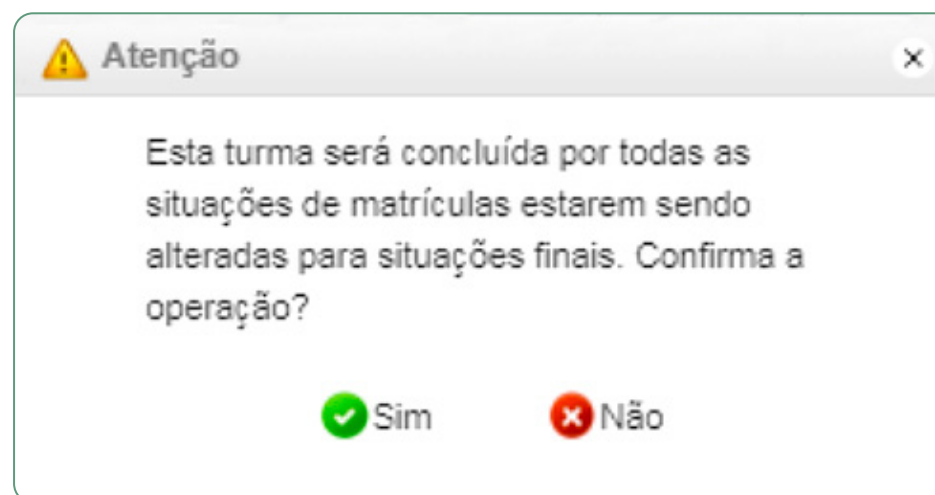 Atenção
Esta turma será concluída por todas as
situações de matrículas estarem sendo
alteradas para situações finais. Confirma a
operação?
Sim Não